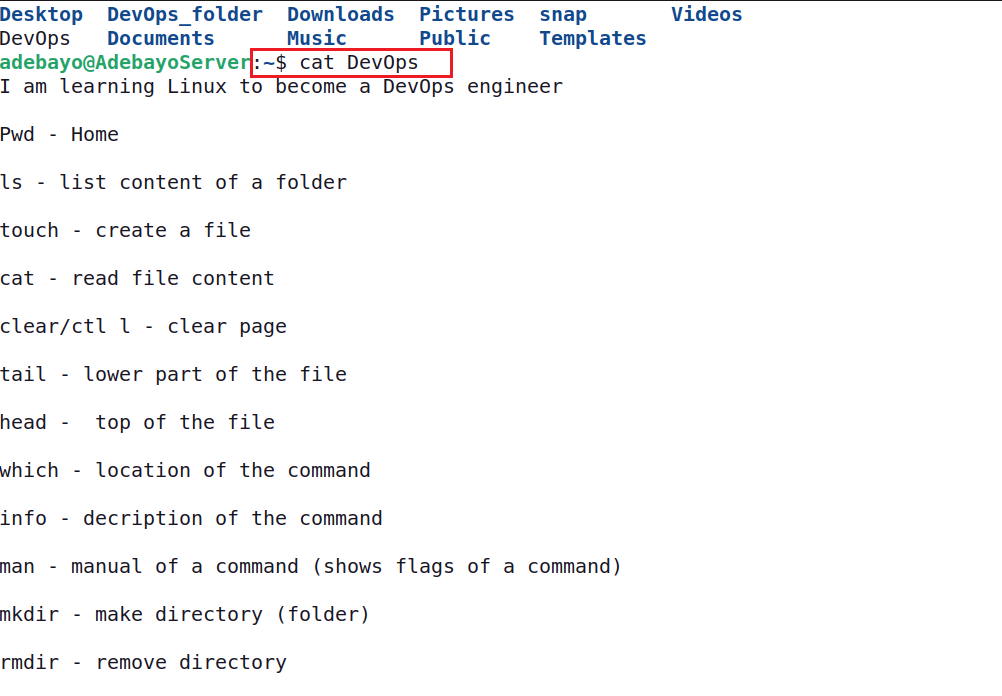 Desktop  DevOps_folder  Downloads  Pictures  snap       Videos
DevOps   Documents      Music      Public    Templates
adebayo@AdebayoServer:~$ cat DevOps
I am learning Linux to become a DevOps engineer
Pwd - Home
ls - list content of a folder
touch - create a file
cat - read file content
clear/ctl l - clear page
tail - lower part of the file
head -  top of the file
which - location of the command
info - decription of the command
man - manual of a command (shows flags of a command)
mkdir - make directory (folder)
rmdir - remove directory